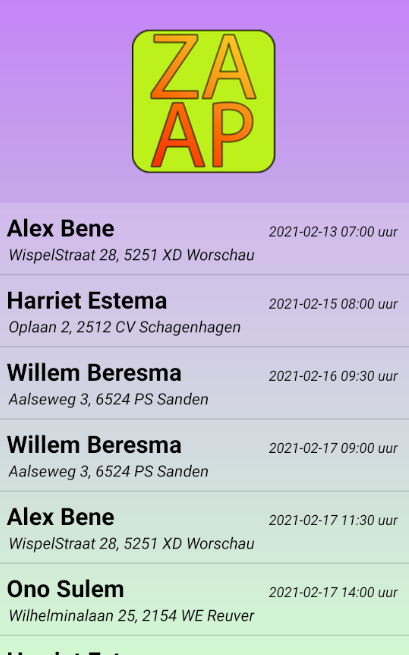 ZA
AP
Alex Bene 2021-02-13 07:00 uur
WispelStraat 28, 5251 XD Worschau
Harriet Estema 2021-02-15 08:00 uur
Oplaan 2, 2512 CV Schagenhagen
Willem Beresma 2021-02-16 09:30 uur
Aalseweg 3, 6524 PS Sanden
Willem Beresma 2021-02-17 09:00 uur
Aalseweg 3, 6524 PS Sanden
Alex Bene 2021-02-17 11:30 uur
WispelStraat 28, 5251 XD Worschau
Ono Sulem 2021-02-17 14:00 uur
Wilhelminalaan 25, 2154 WE Reuver